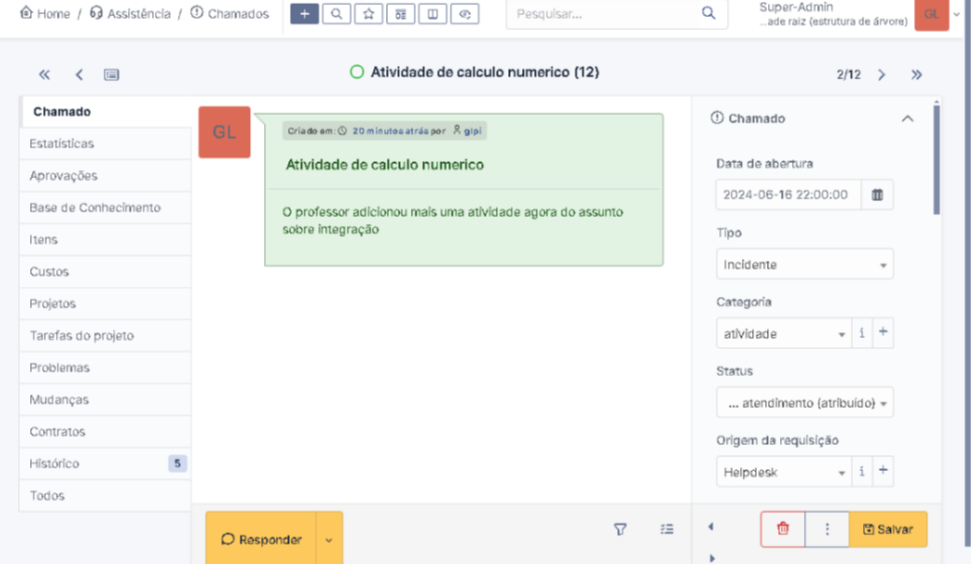 Home / Assistência / Chamados
Pesquisar...
Super-Admin
...ade raiz (estrutura de árvore)
GL
Atividade de calculo numerico (12)
2/12
Chamado
Estatísticas
Aprovações
Base de Conhecimento
Itens
Custos
Projetos
Tarefas do projeto
Problemas
Mudanças
Contratos
Histórico 5
Todos
GL
Criado em: 20 minutos atrás por glpi
Atividade de calculo numerico
O professor adicionou mais uma atividade agora do assunto
sobre integração
Chamado
Data de abertura
2024-06-16 22:00:00
Tipo
Incidente
Categoria
atividade
Status
... atendimento (atribuído)
Origem da requisição
Helpdesk
Responder
Salvar